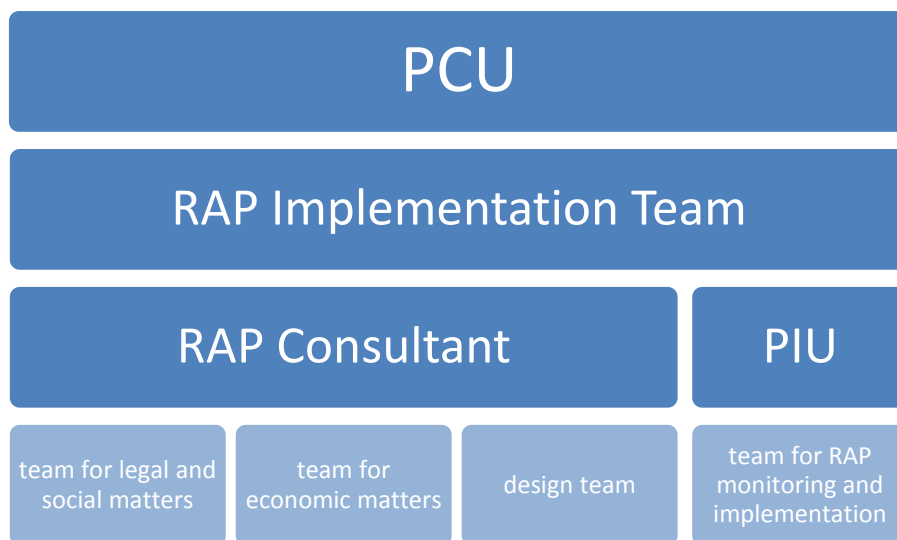 PCU
RAP Implementation Team
RAP Consultant
PIU
team for legal and
social matters
team for
economic matters
design team
team for RAP
monitoring and
implementation